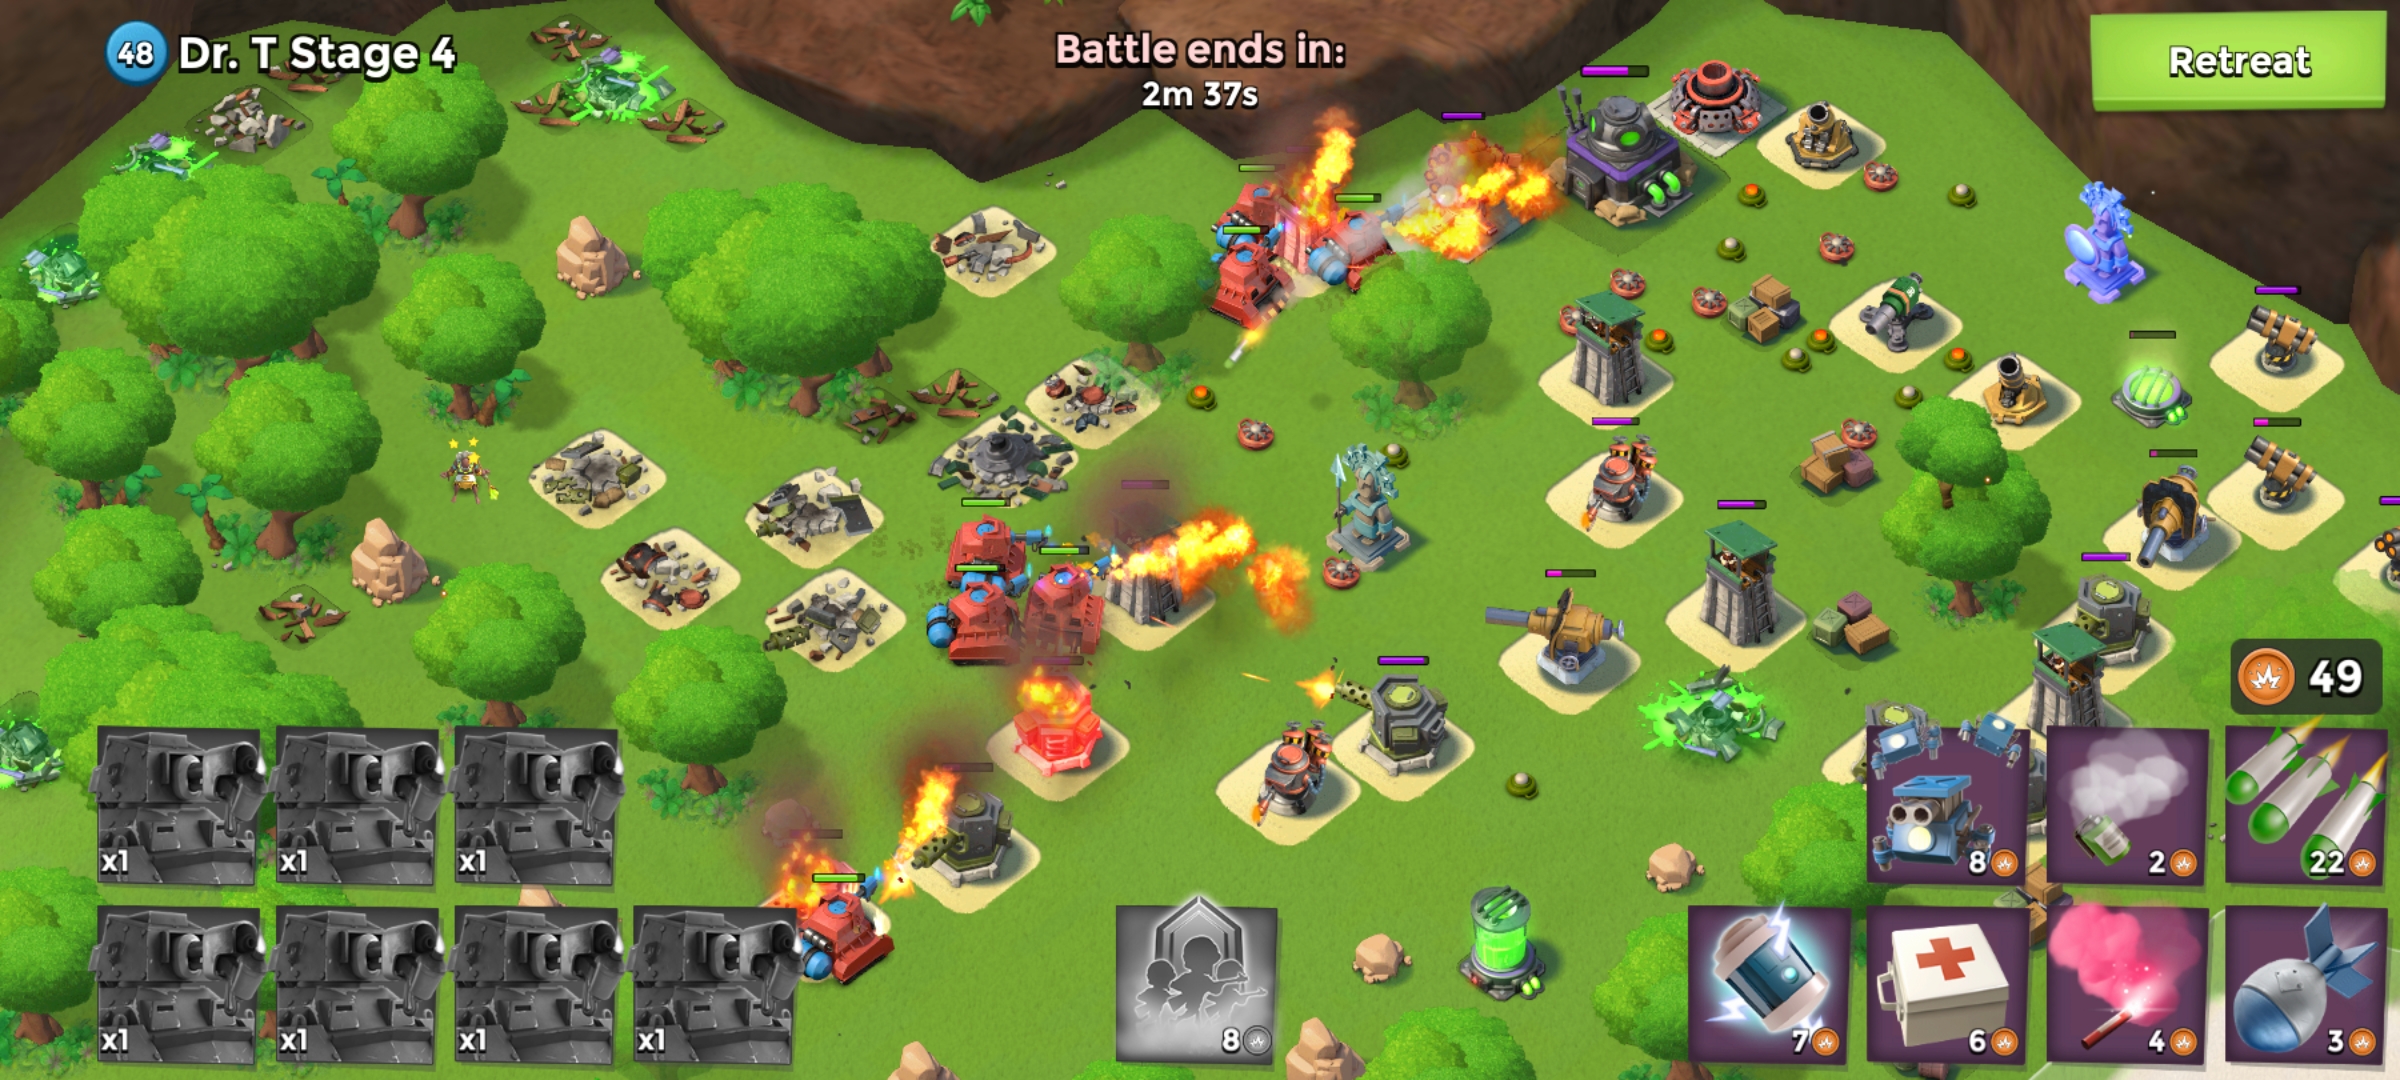 48 Dr. T Stage 4
Battle ends in:
2m 37s
Retreat
49
x1
x1
x1
8
2
22
x1
x1
x1
x1
8
7
6
4
3